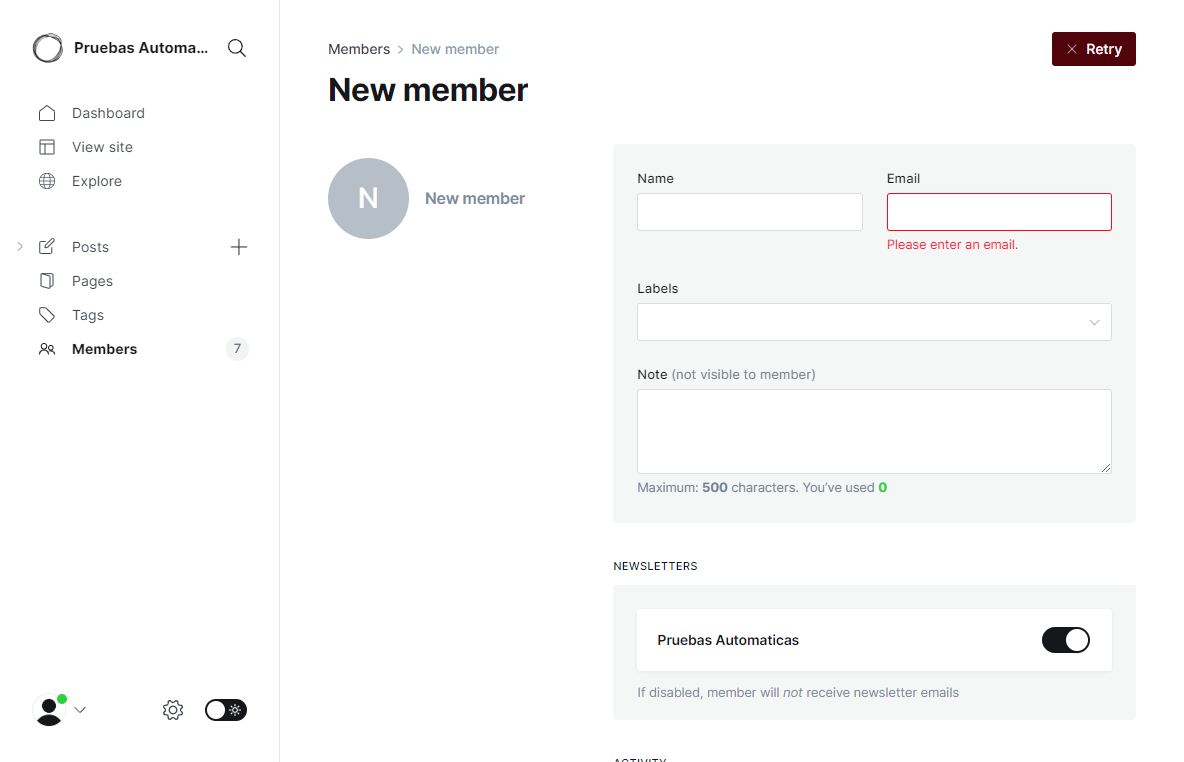 Pruebas Automa...
Dashboard
View site
Explore
Posts
Pages
Tags
Members 7
Members > New member
Retry
New member
N
New member
Name
Email
Please enter an email.
Labels
Note (not visible to member)
Maximum: 500 characters. You've used 0
NEWSLETTERS
Pruebas Automaticas
If disabled, member will not receive newsletter emails
ACTIVITY